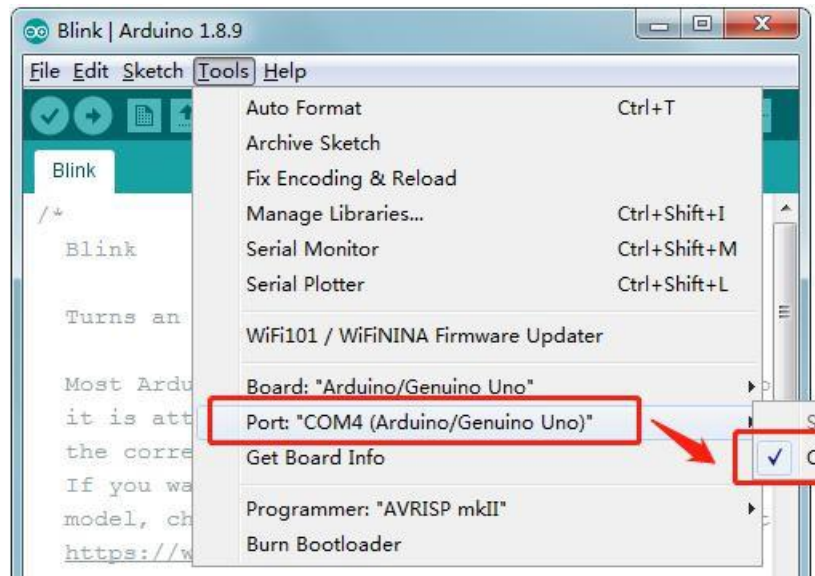 Blink | Arduino 1.8.9
File Edit Sketch Tools Help
Auto Format Ctrl+T
Archive Sketch
Fix Encoding & Reload
Manage Libraries... Ctrl+Shift+I
Serial Monitor Ctrl+Shift+M
Serial Plotter Ctrl+Shift+L
WiFi101 / WiFiNINA Firmware Updater
Board: "Arduino/Genuino Uno"
Port: "COM4 (Arduino/Genuino Uno)"
Get Board Info
Programmer: "AVRISP mkII"
Burn Bootloader
Blink
/*
Blink
Turns an
Most Ardu
it is att
the corre
If you wa
model, ch
https://w